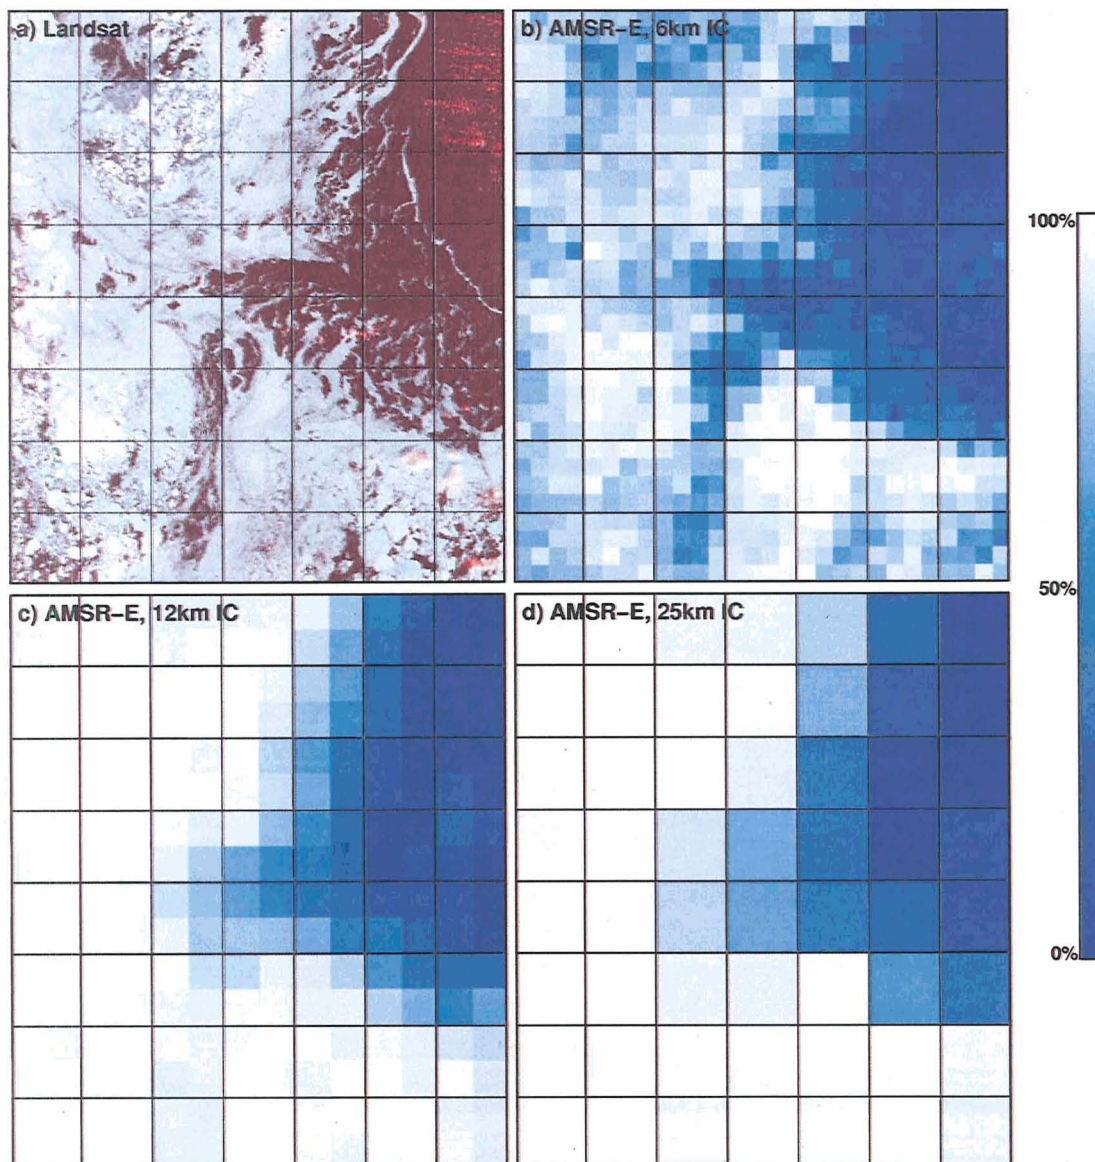 a) Landsat
b) AMSR-E, 6km IC
100%
50%
c) AMSR-E, 12km IC
d) AMSR-E, 25km IC
0%